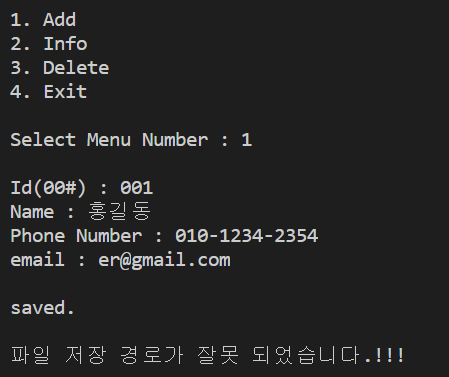 1. Add
2. Info
3. Delete
4. Exit
Select Menu Number : 1
Id(00#) : 001
Name : 홍길동
Phone Number : 010-1234-2354
email : er@gmail.com
saved.
파일 저장 경로가 잘못 되었습니다.!!!